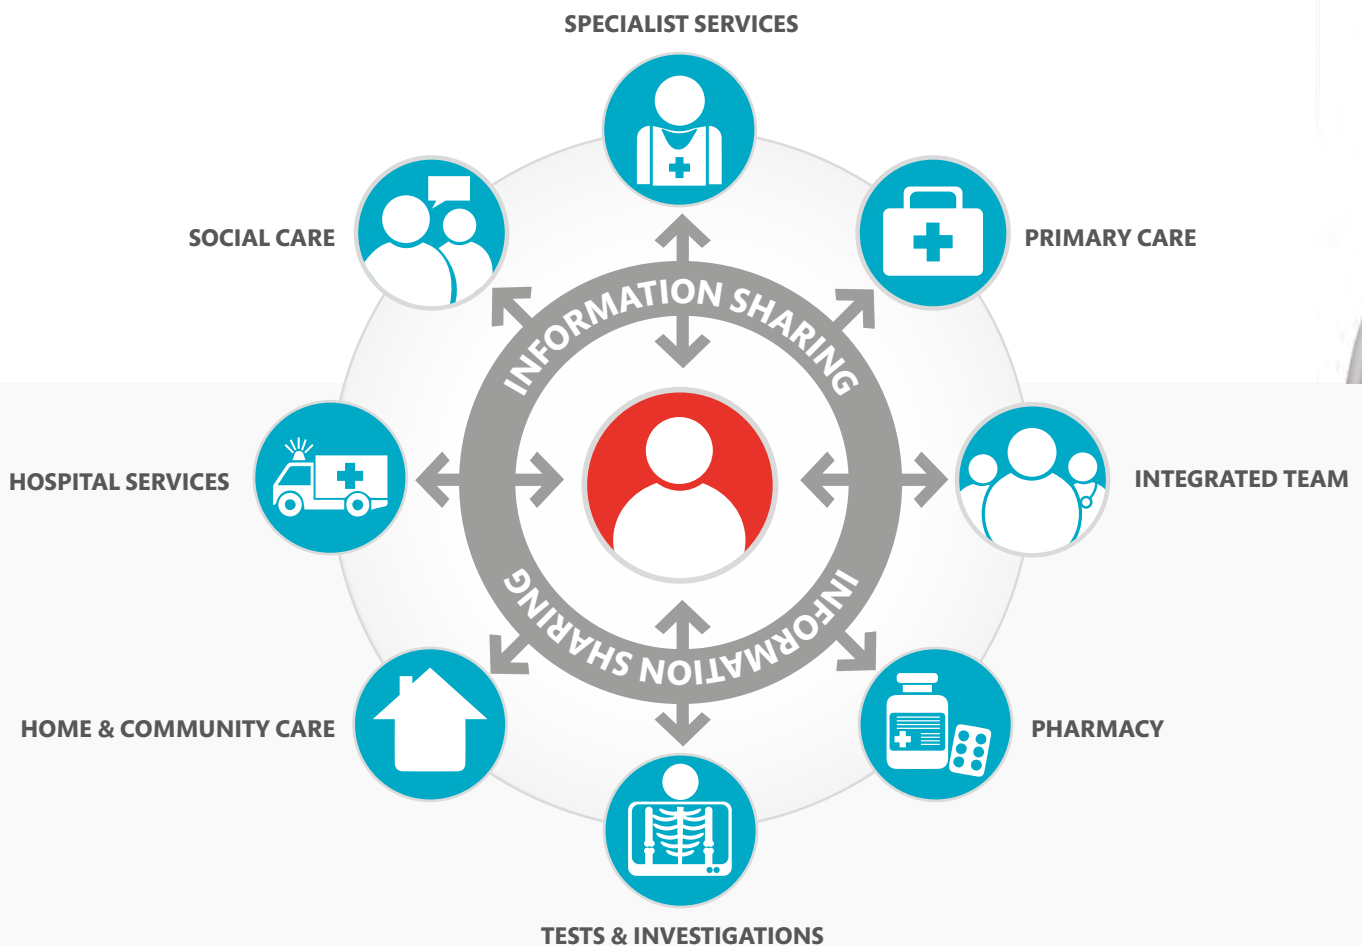 SPECIALIST SERVICES
SOCIAL CARE
PRIMARY CARE
INFORMATION SHARING
HOSPITAL SERVICES
INTEGRATED TEAM
INFORMATION SHARING
HOME & COMMUNITY CARE
PHARMACY
TESTS & INVESTIGATIONS